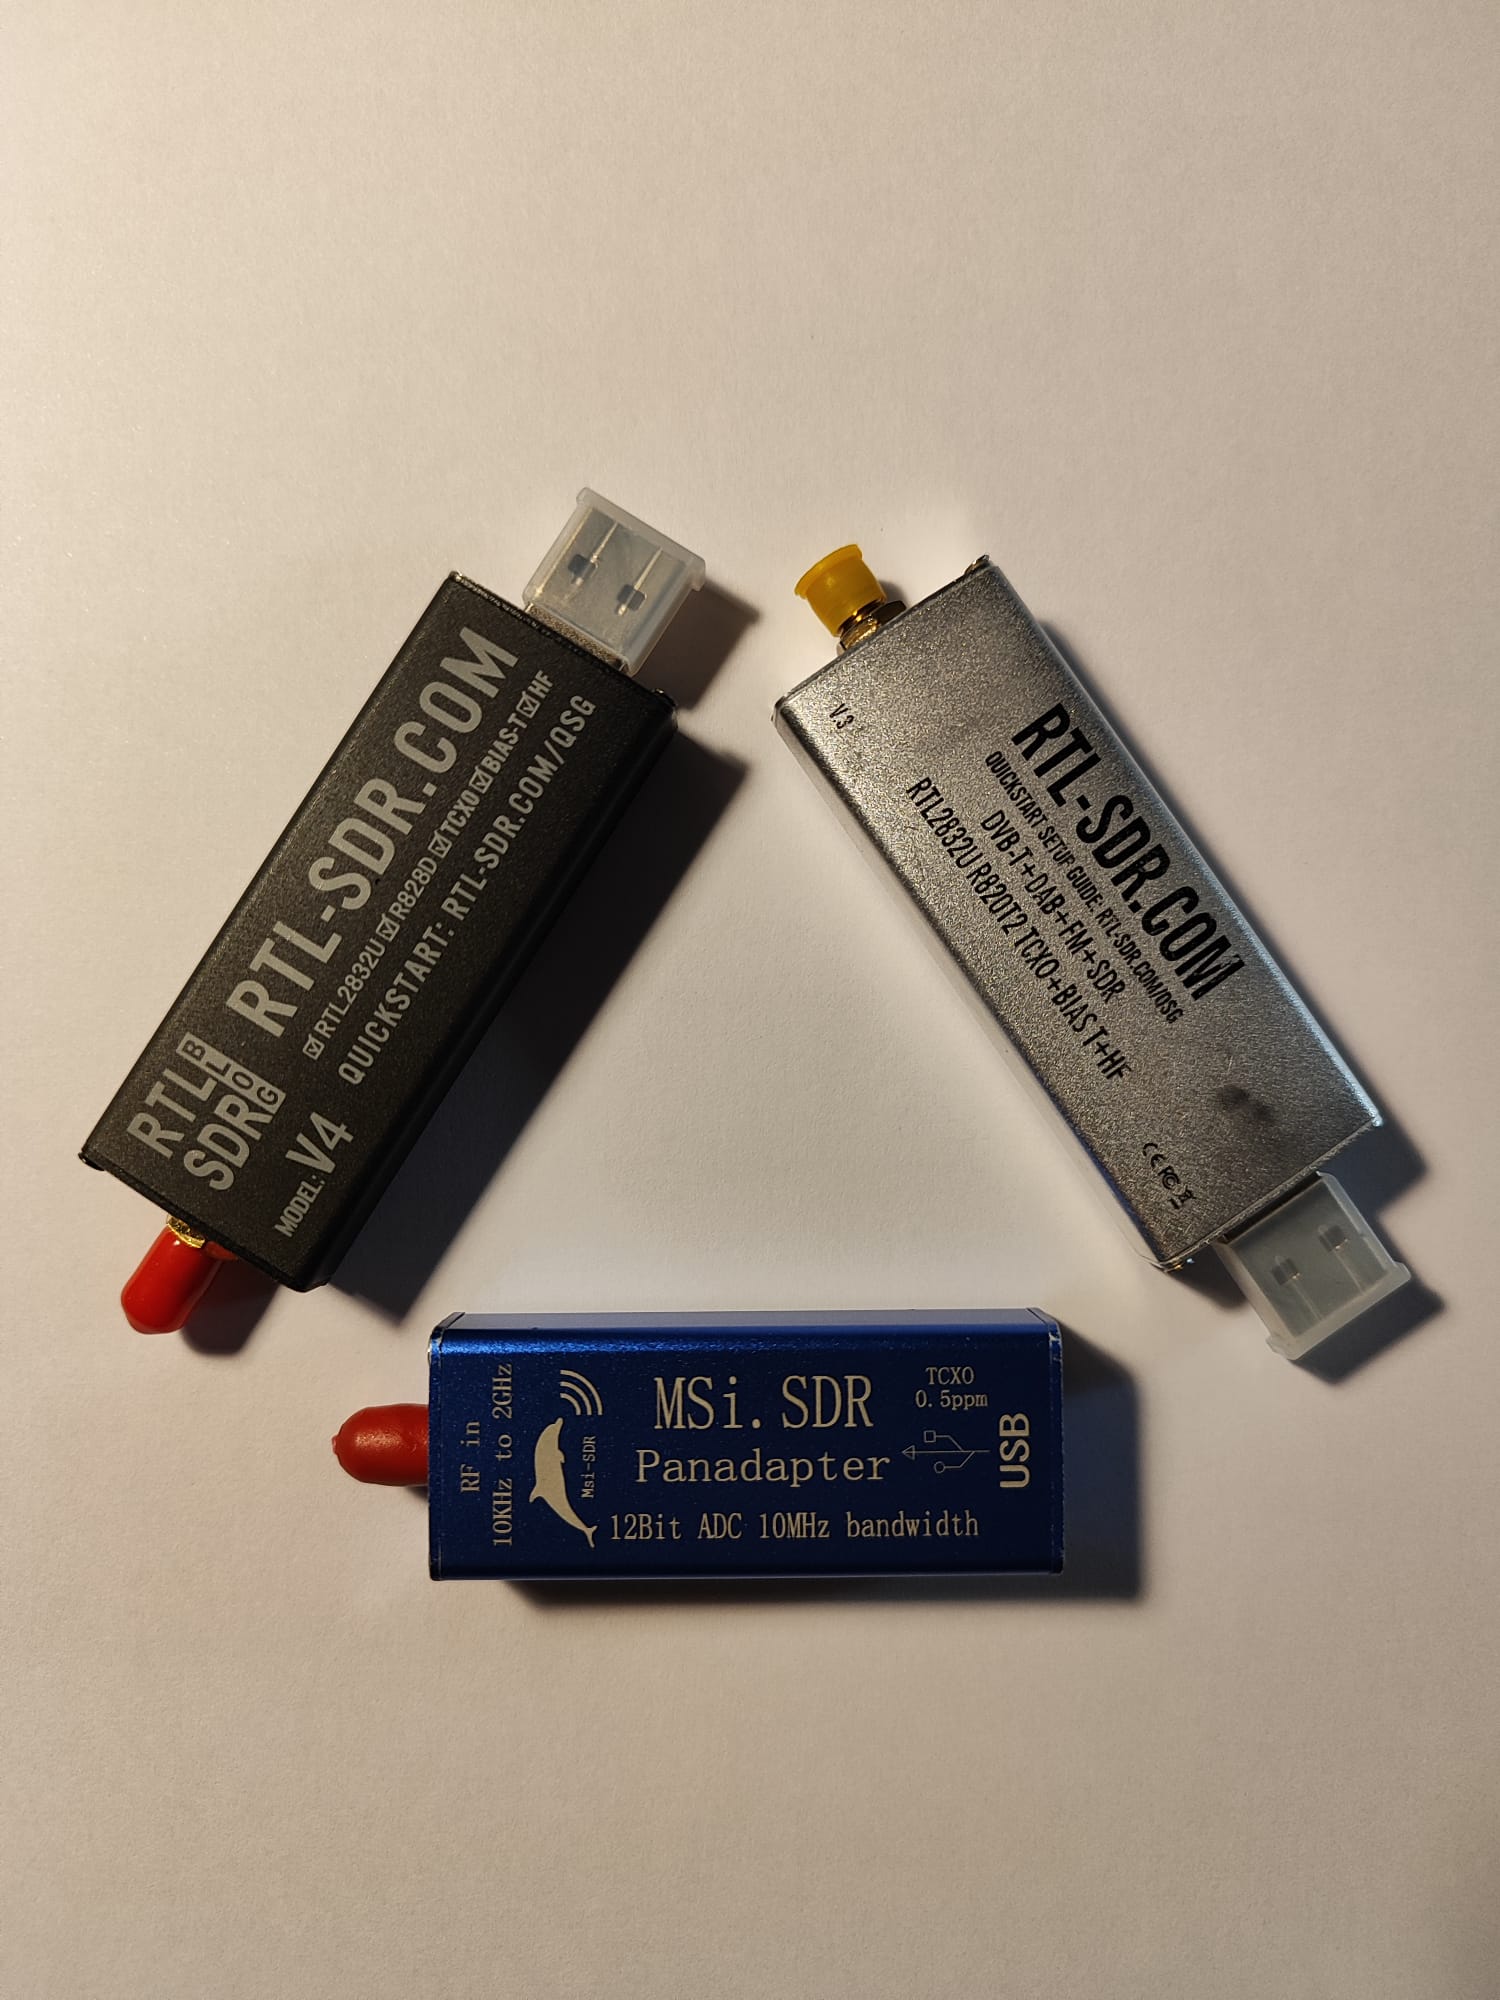 RTL-SDR.COM
☑RTL2832U ☑R828D ☑TCXO ☑BIAS-T ☑HF
QUICKSTART: RTL-SDR.COM/QSG
RTL
SDR
BLOG
MODEL: V4
V.3
RTL-SDR.COM
QUICKSTART SETUP GUIDE: RTL-SDR.COM/QSG
DVB-T+DAB+FM+SDR
RTL2832U R820T2 TCXO+BIAS T+HF
CE
RF in
10KHz to 2GHz
Msi-SDR
MSi.SDR
Panadapter
12Bit ADC 10MHz bandwidth
TCXO
0.5ppm
USB